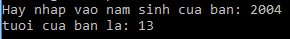 Hay nhap vao nam sinh cua ban: 2004
tuoi cua ban la: 13